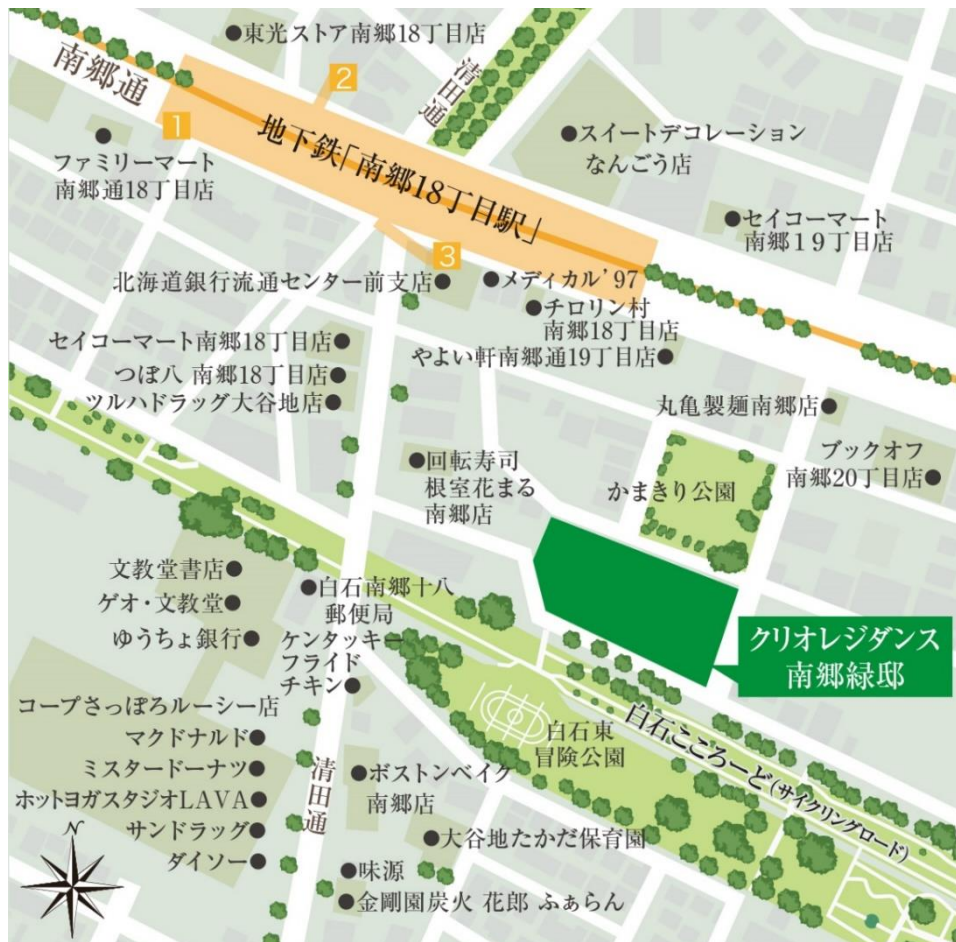 東光ストア南郷18丁目店
南郷通
清田通
2
1
地下鉄「南郷18丁目駅」
スイートデコレーション
なんごう店
ファミリーマート
南郷通18丁目店
セイコーマート
南郷19丁目店
3
北海道銀行流通センター前支店
メディカル'97
チロリン村
南郷18丁目店
セイコーマート南郷18丁目店
やよい軒南郷通19丁目店
つぼ八 南郷18丁目店
ツルハドラッグ大谷地店
丸亀製麺南郷店
ブックオフ
南郷20丁目店
回転寿司
根室花まる
南郷店
かまきり公園
文教堂書店
ゲオ・文教堂
ゆうちょ銀行
白石南郷十八
郵便局
ケンタッキー
フライド
チキン
クリオレジダンス
南郷緑邸
コープさっぽろルーシー店
マクドナルド
ミスタードーナツ
ホットヨガスタジオLAVA
サンドラッグ
ダイソー
白石東
冒険公園
白石こころーど(サイクリングロード)
清田通
ボストンベイク
南郷店
大谷地たかだ保育園
味源
金剛園炭火 花郎 ふぁらん
N